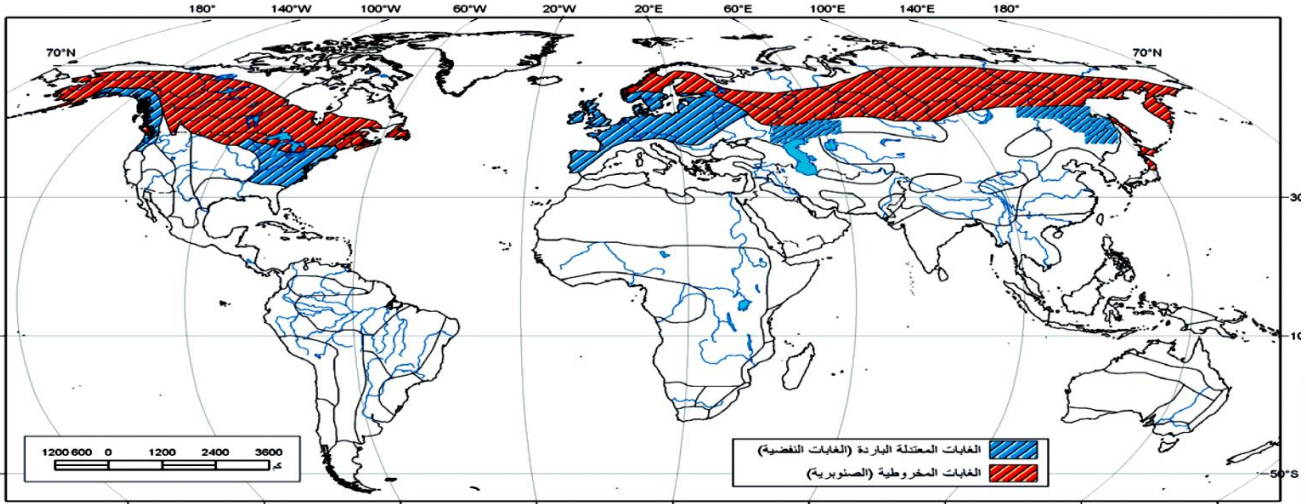 180° 140°W 100°W 60°W 20°W 20°E 60°E 100°E 140°E 180°
70°N 70°N
30
10
50°S
الغابات المعتدلة الباردة (الغابات النفضية)
الغابات المخروطية (الصنوبرية)
1200 600 0 1200 2400 3600
كم